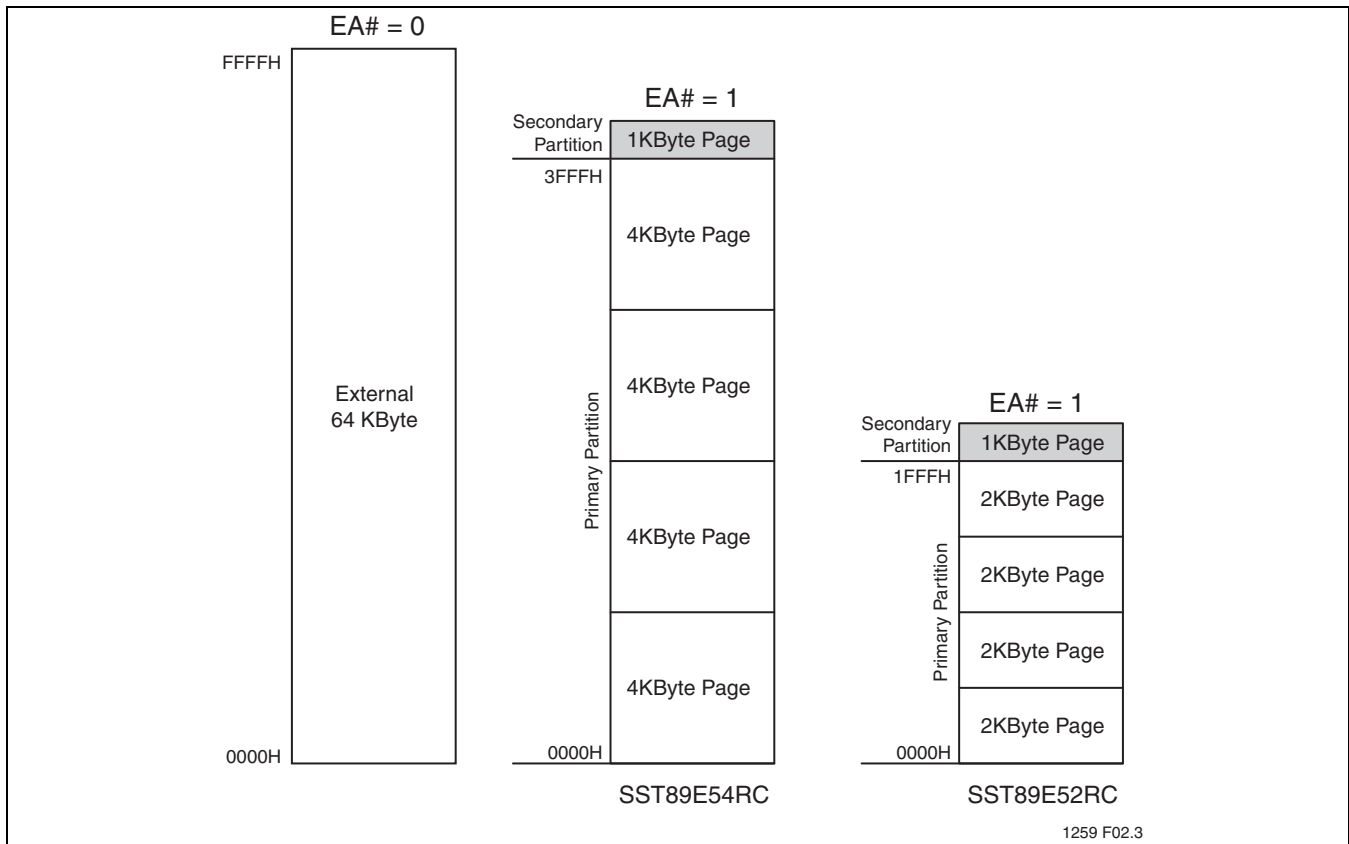 EA# = 0
FFFFH
External
64 KByte
0000H
EA# = 1
Secondary
Partition
1KByte Page
3FFFH
4KByte Page
4KByte Page
Primary Partition
4KByte Page
4KByte Page
0000H
SST89E54RC
EA# = 1
Secondary
Partition
1KByte Page
1FFFH
2KByte Page
2KByte Page
Primary Partition
2KByte Page
2KByte Page
0000H
SST89E52RC
1259 F02.3